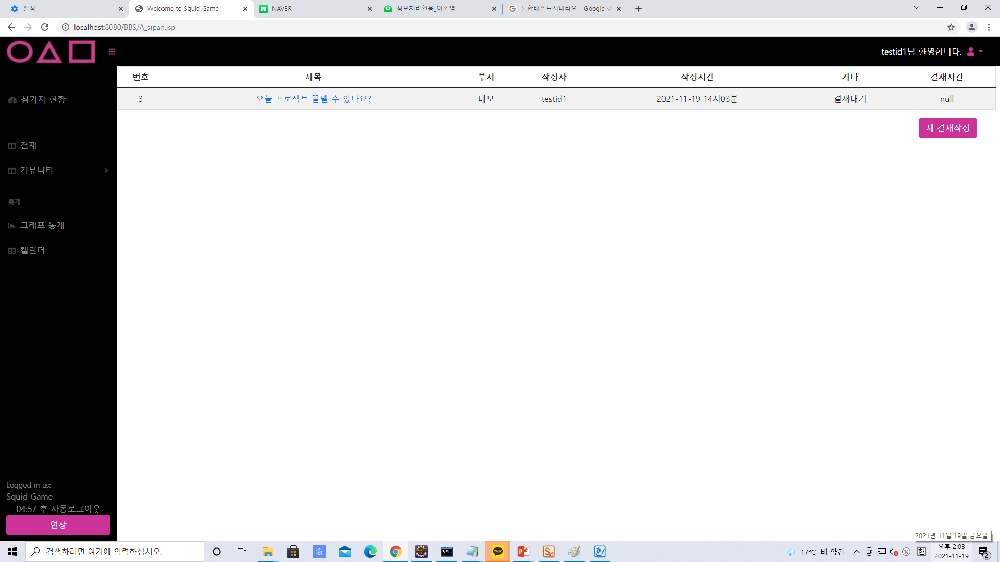 설정
Welcome to Squid Game
NAVER
정보처리활용_이조영
통합테스트시나리오 - Google 검
localhost:8080/BBS/A_sipan.jsp
testid1님 환영합니다.
번호 제목 부서 작성자 작성시간 기타 결재시간
3 오늘 프로젝트 끝낼 수 있나요? 네모 testid1 2021-11-19 14시03분 결재대기 null
새 결재작성
참가자 현황
결재
커뮤니티
통계
그래프 통계
캘린더
Logged in as:
Squid Game
04:57 후 자동로그아웃
연장
2021년 11월 19일 금요일
검색하려면 여기에 입력하십시오.
TALK
17°C 비 약간
한
오후 2:03
2021-11-19
2